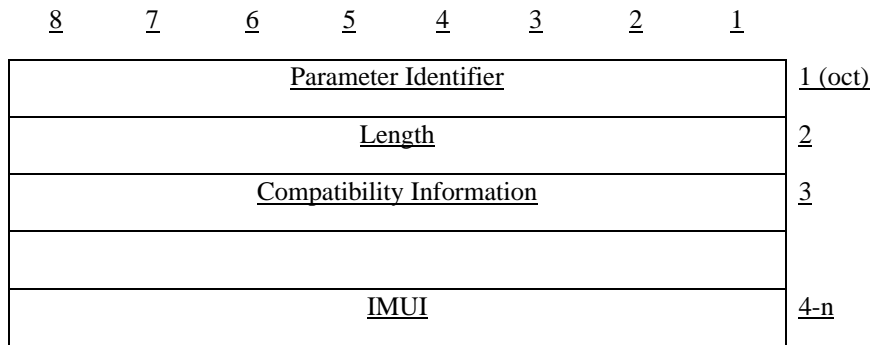 8 7 6 5 4 3 2 1
Parameter Identifier 1 (oct)
Length 2
Compatibility Information 3
IMUI 4-n